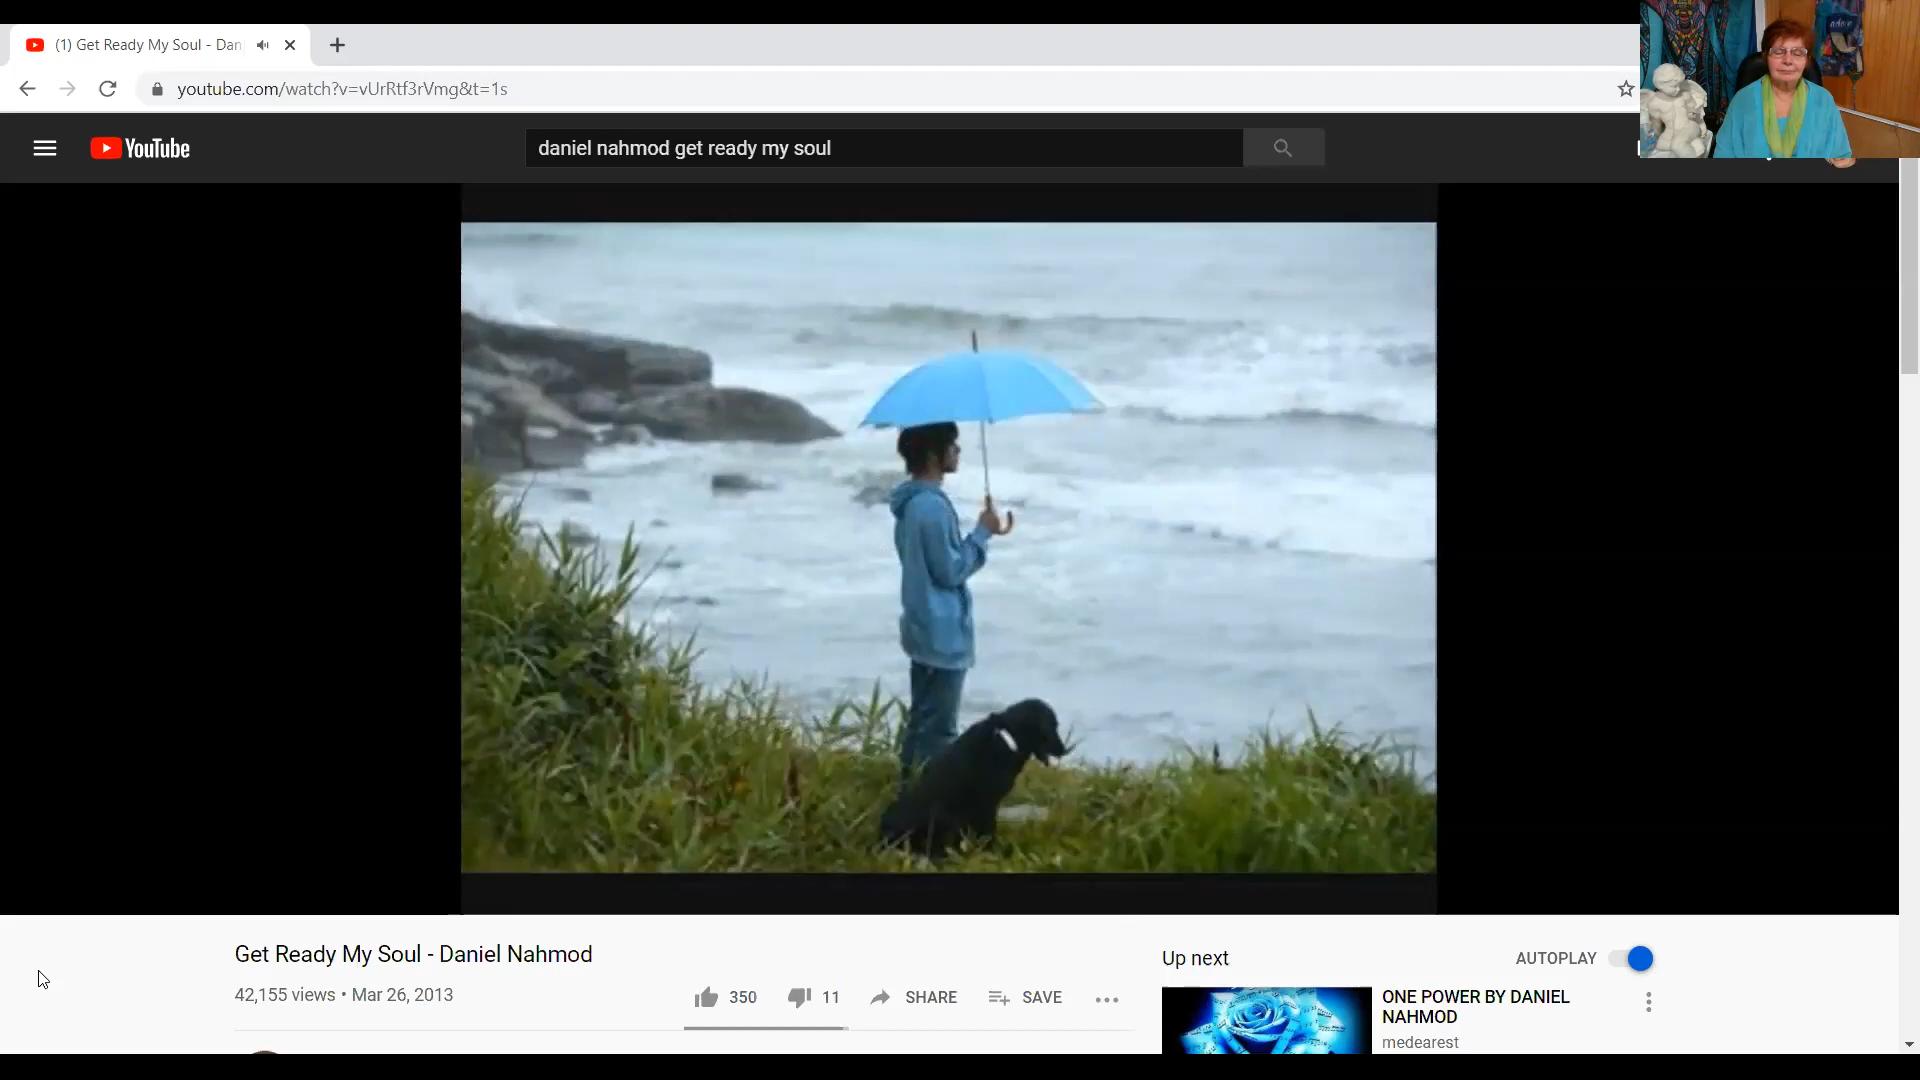 (1) Get Ready My Soul - Dan
youtube.com/watch?v=vUrRtf3rVmg&t=1s
YouTube
daniel nahmod get ready my soul
Get Ready My Soul - Daniel Nahmod
42,155 views • Mar 26, 2013
350
11
SHARE
SAVE
Up next
AUTOPLAY
ONE POWER BY DANIEL
NAHMOD
medearest